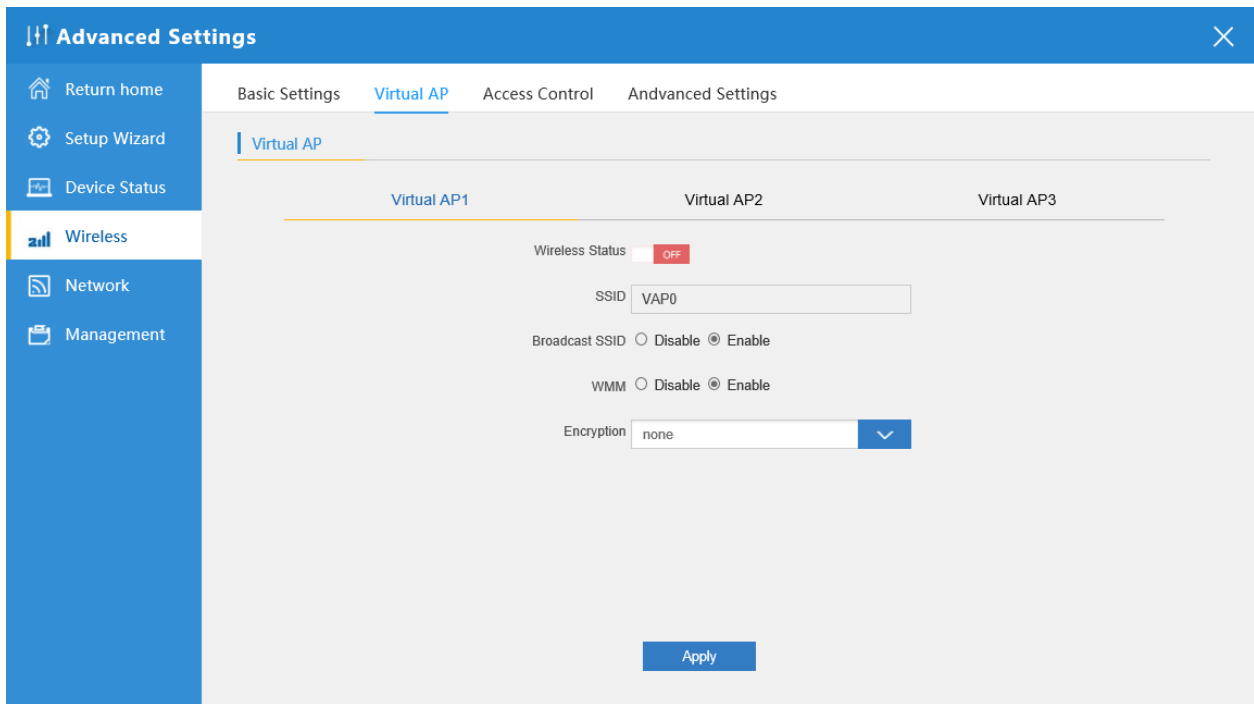 Advanced Settings
Return home
Setup Wizard
Device Status
Wireless
Network
Management
Basic Settings Virtual AP Access Control Andvanced Settings
Virtual AP
Virtual AP1 Virtual AP2 Virtual AP3
Wireless Status OFF
SSID VAP0
Broadcast SSID Disable Enable
WMM Disable Enable
Encryption none
Apply